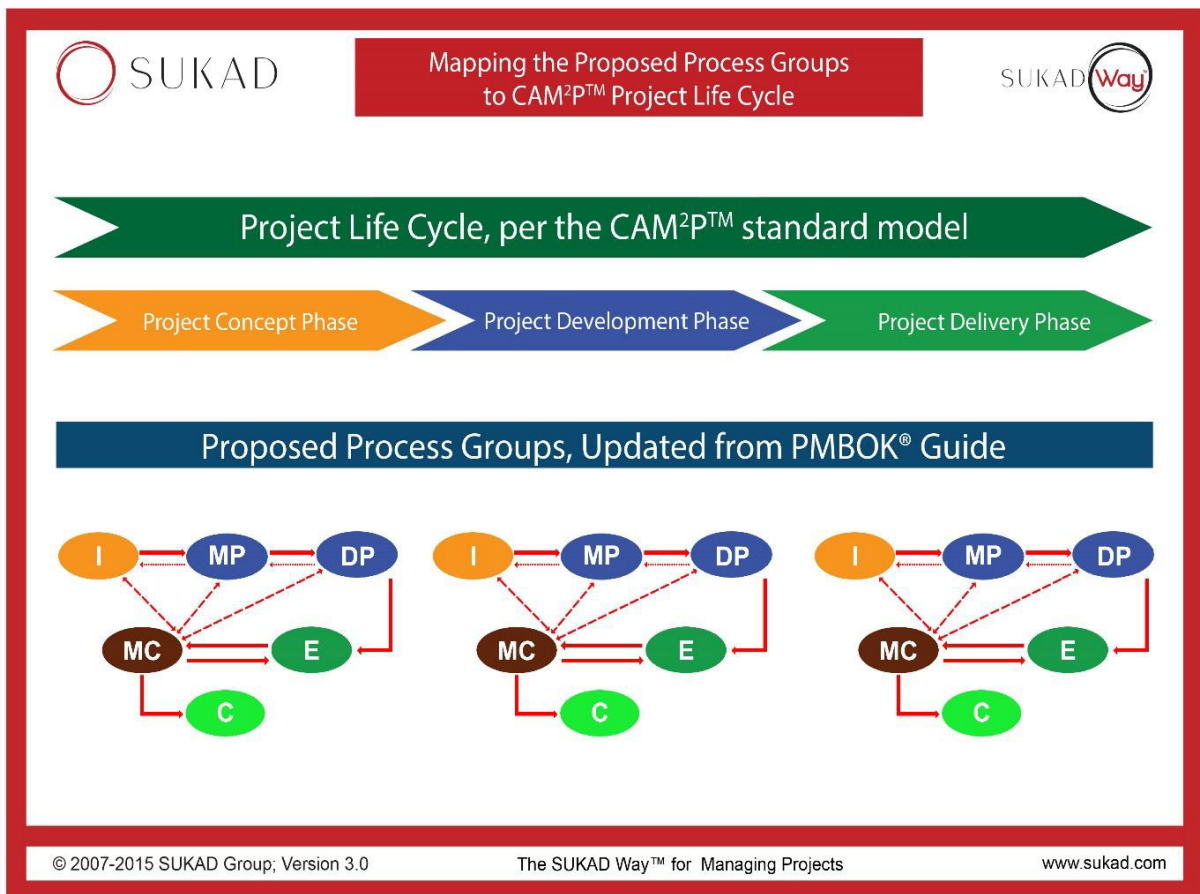 SUKAD
Mapping the Proposed Process Groups
to CAM²P™ Project Life Cycle
SUKAD Way™
Project Life Cycle, per the CAM²P™ standard model
Project Concept Phase
Project Development Phase
Project Delivery Phase
Proposed Process Groups, Updated from PMBOK® Guide
I MP DP
I MP DP
I MP DP
MC E
MC E
MC E
C
C
C
© 2007-2015 SUKAD Group; Version 3.0
The SUKAD Way™ for Managing Projects
www.sukad.com